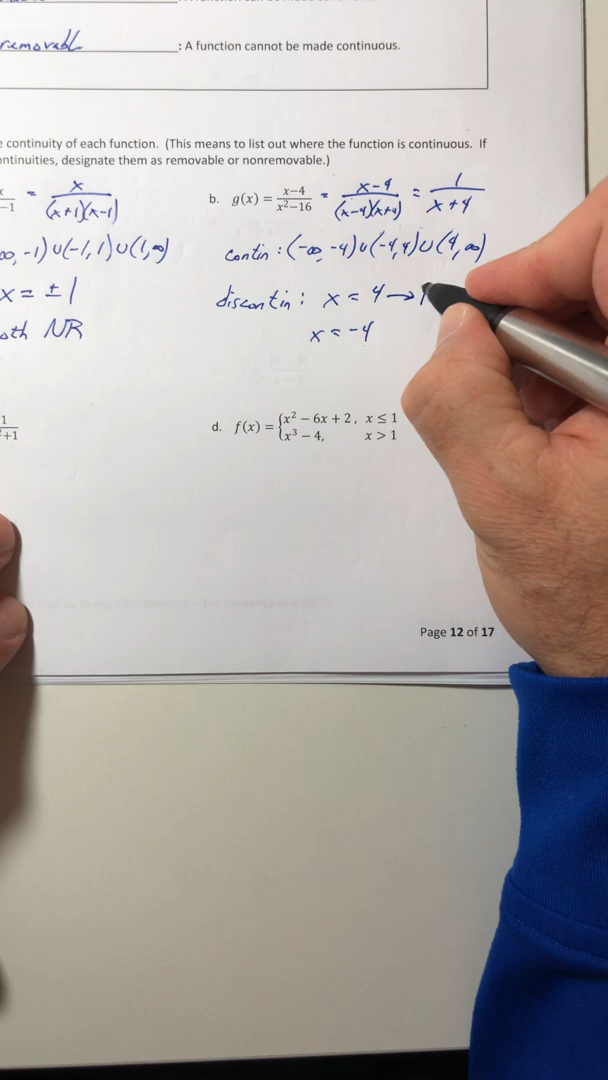 removable : A function cannot be made continuous.
e continuity of each function. (This means to list out where the function is continuous. If
ontinuities, designate them as removable or nonremovable.)
x/−1 = x/((x+1)(x-1))
∞, -1) ∪ (-1, 1) ∪ (1, ∞)
x = ± 1
oth NR
b. g(x) = x−4/x²−16 = x-4/((x-4)(x+4)) = 1/x+4
contin : (-∞, -4) ∪ (-4, 4) ∪ (4, ∞)
discontin : x = 4 →
x = -4
1/²+1
d. f(x) = {x² − 6x + 2, x ≤ 1
x³ − 4, x > 1
Page 12 of 17